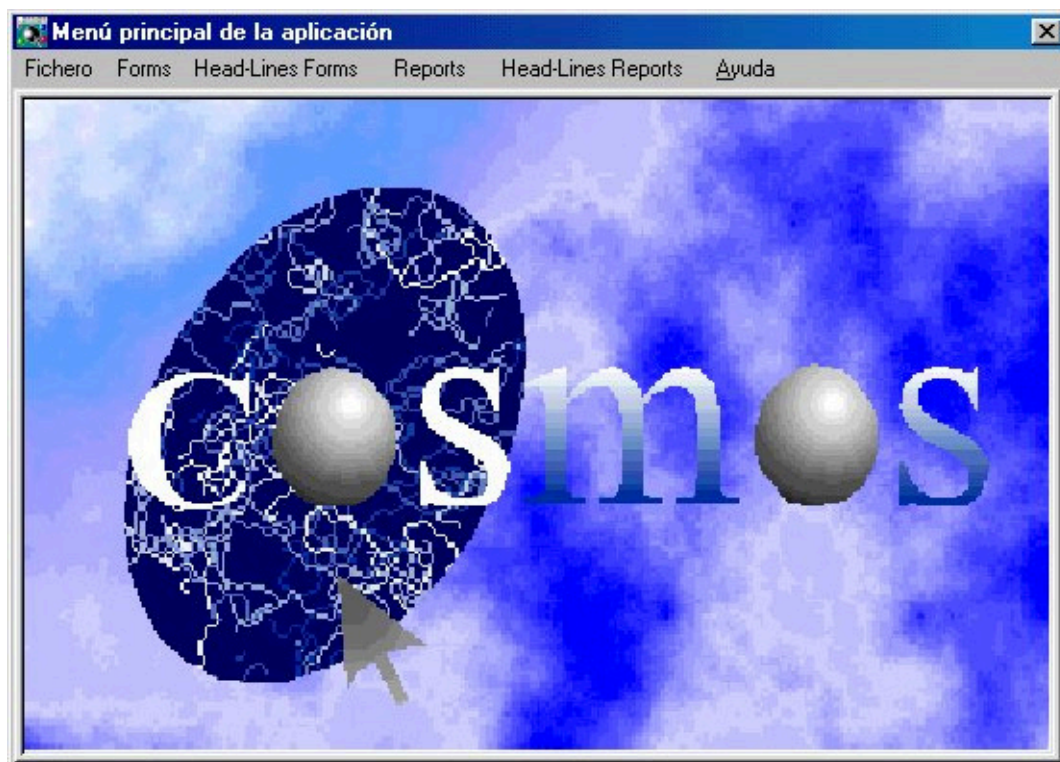 Menú principal de la aplicación
Fichero Forms Head-Lines Forms Reports Head-Lines Reports Ayuda
Cosmos